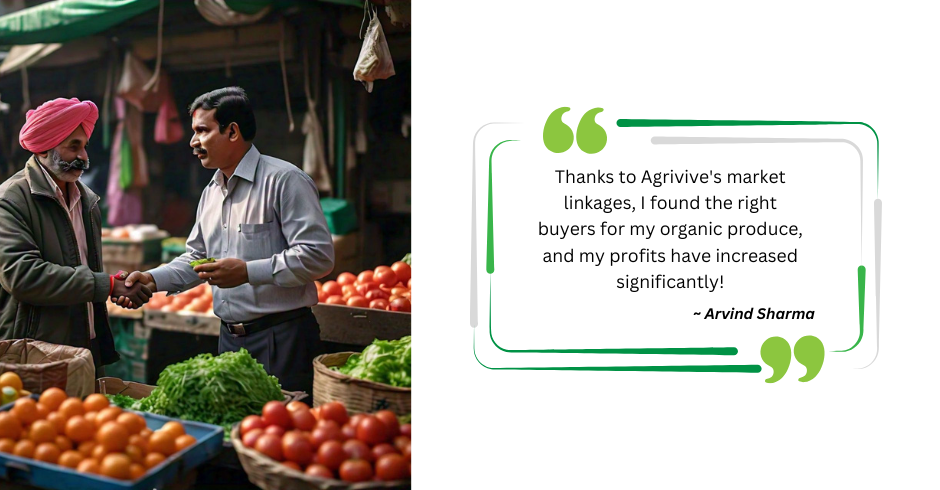 Thanks to Agrivive's market
linkages, I found the right
buyers for my organic produce,
and my profits have increased
significantly!
~ Arvind Sharma